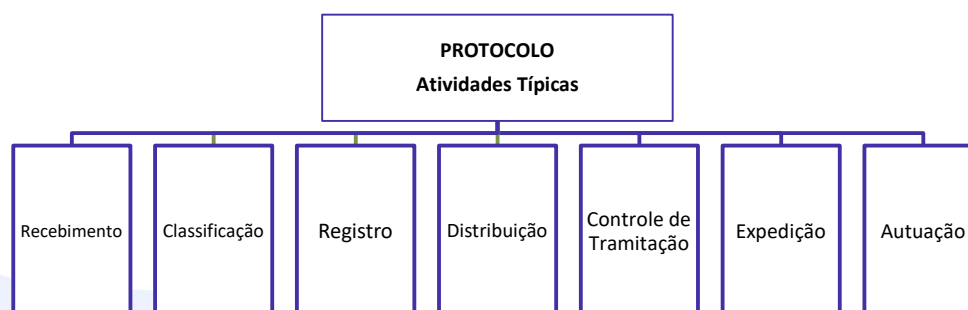 PROTOCOLO
Atividades Típicas
Recebimento
Classificação
Registro
Distribuição
Controle de
Tramitação
Expedição
Autuação